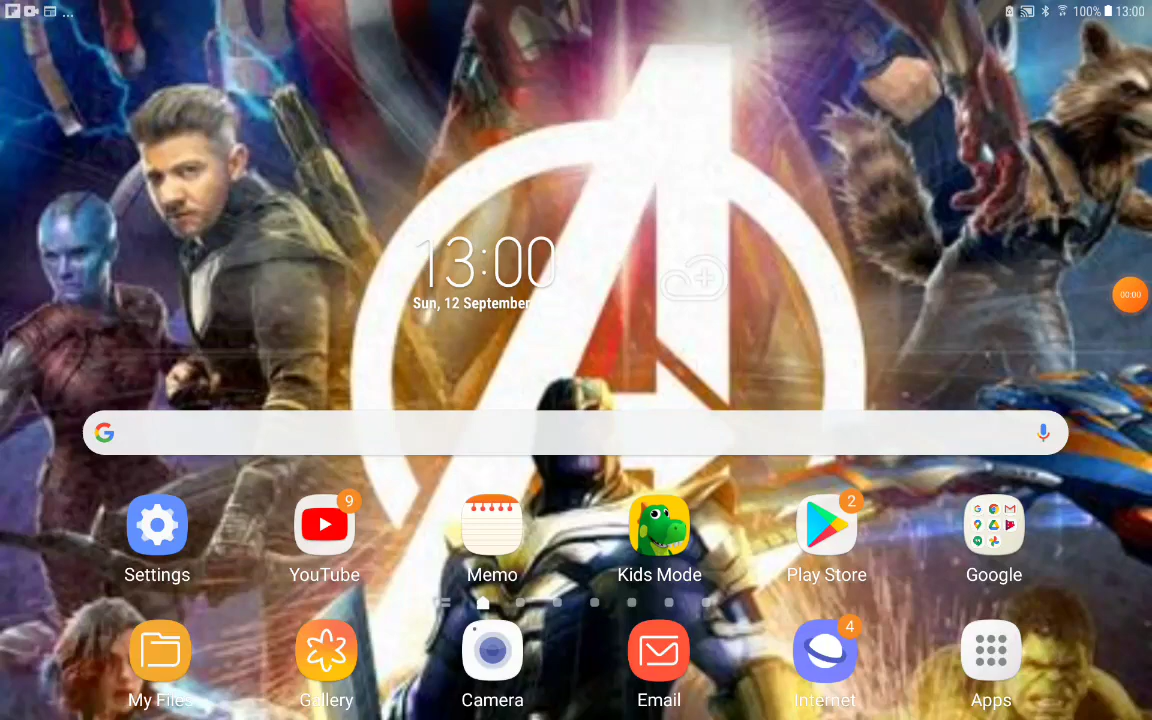 ... 100% 13:00
13:00
Sun, 12 September
00:00
G
9 2
Settings YouTube Memo Kids Mode Play Store Google
4
My Files Gallery Camera Email Internet Apps